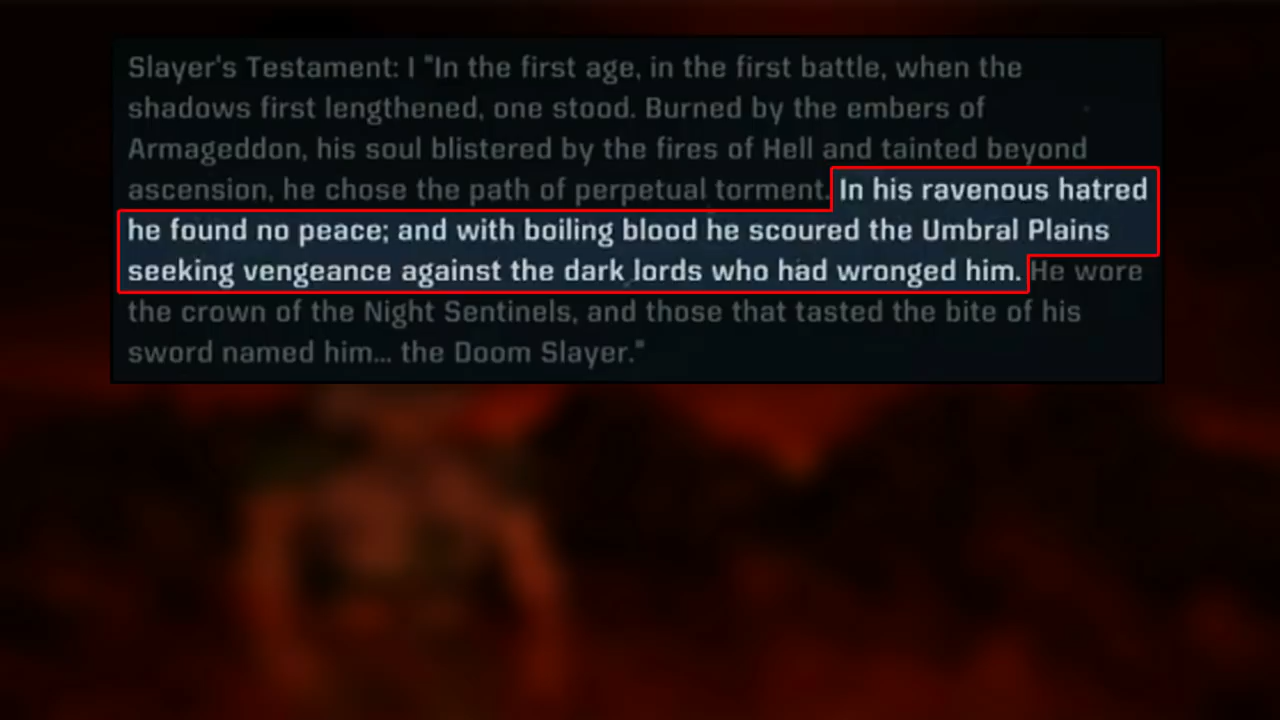 Slayer's Testament: I "In the first age, in the first battle, when the
shadows first lengthened, one stood. Burned by the embers of
Armageddon, his soul blistered by the fires of Hell and tainted beyond
ascension, he chose the path of perpetual torment. In his ravenous hatred
he found no peace; and with boiling blood he scoured the Umbral Plains
seeking vengeance against the dark lords who had wronged him. He wore
the crown of the Night Sentinels, and those that tasted the bite of his
sword named him... the Doom Slayer."